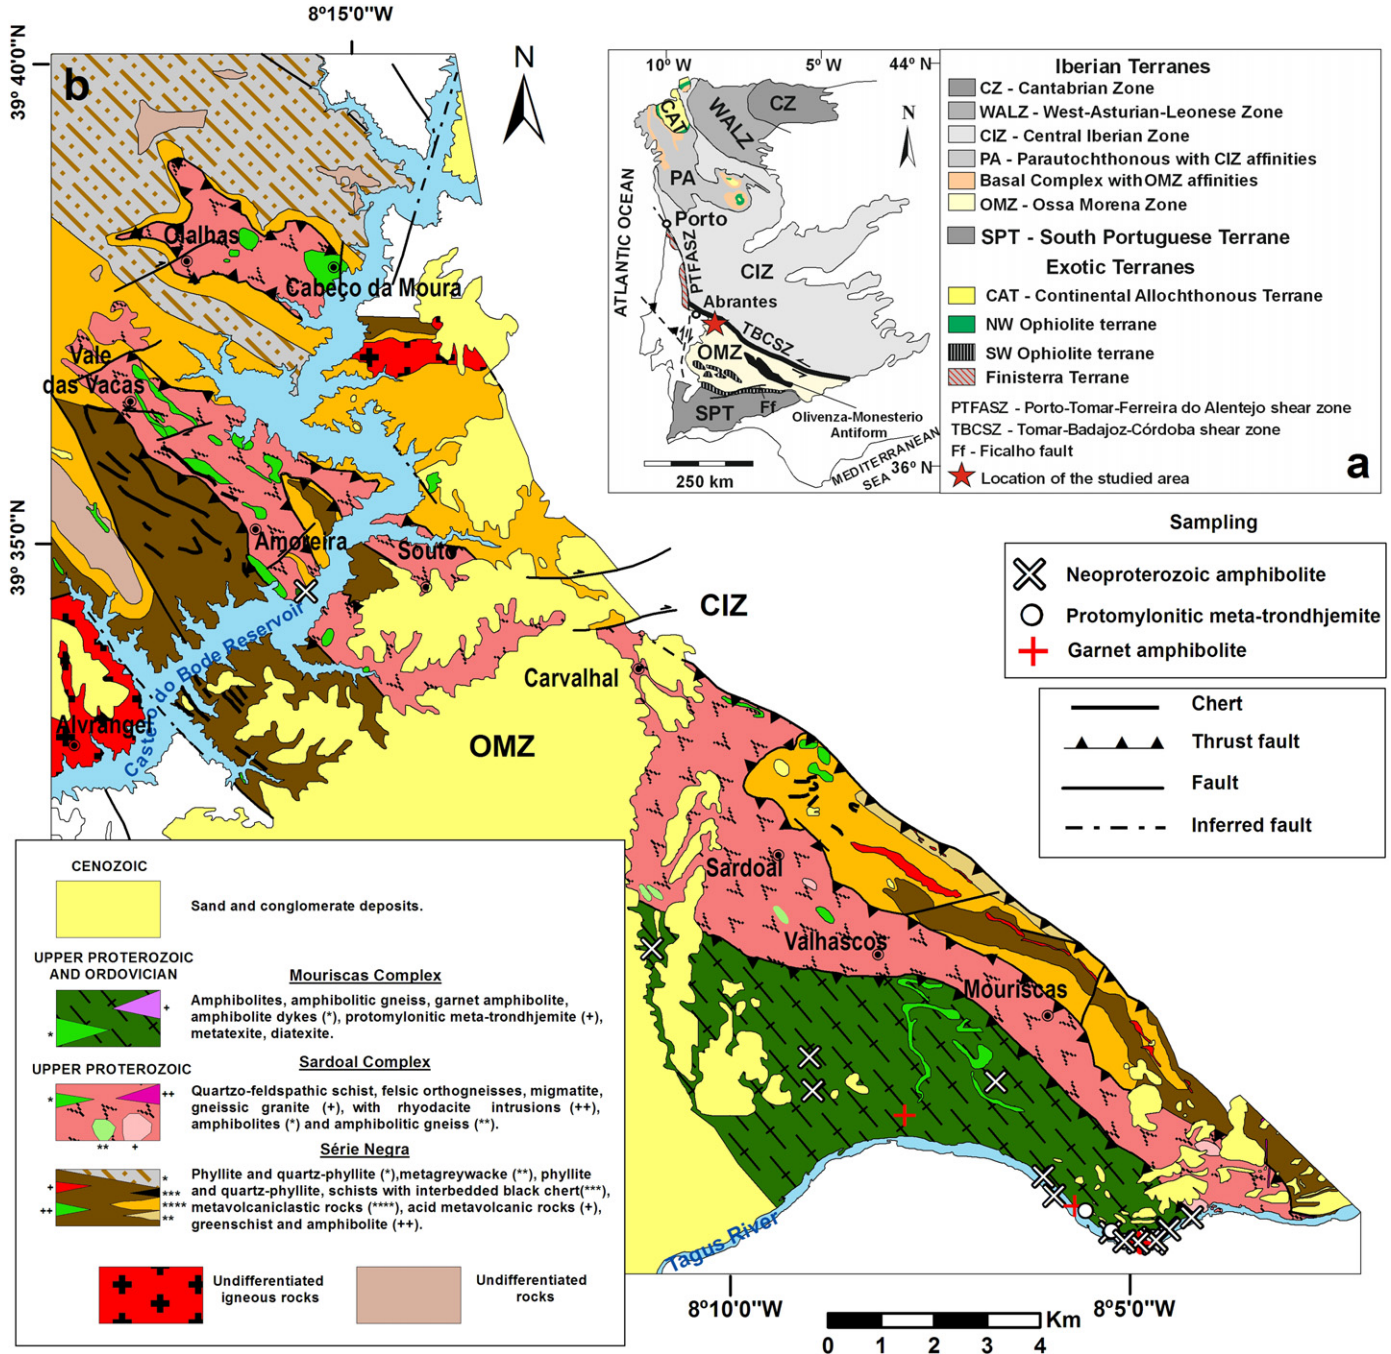 8º15'0"W
39º 40'0"N
b
N
Olalhas
Cabeço da Moura
Vale
das Vacas
39º 35'0"N
Amoreira
Souto
Castelo do Bode Reservoir
Alvrangel
CIZ
Carvalhal
OMZ
Sardoal
Valhascos
Mouriscas
Tagus River
8º10'0"W
8º5'0"W
Km
0 1 2 3 4
10º W
5º W
44º N
CAT
WALZ
CZ
N
PA
ATLANTIC OCEAN
Porto
PTFASZ
CIZ
Abrantes
TBCSZ
OMZ
SPT
Ff
Olivenza-Monesterio
Antiform
MEDITERRANEAN
SEA
36º N
250 km
Iberian Terranes
CZ - Cantabrian Zone
WALZ - West-Asturian-Leonese Zone
CIZ - Central Iberian Zone
PA - Parautochthonous with CIZ affinities
Basal Complex with OMZ affinities
OMZ - Ossa Morena Zone
SPT - South Portuguese Terrane
Exotic Terranes
CAT - Continental Allochthonous Terrane
NW Ophiolite terrane
SW Ophiolite terrane
Finisterra Terrane
PTFASZ - Porto-Tomar-Ferreira do Alentejo shear zone
TBCSZ - Tomar-Badajoz-Córdoba shear zone
Ff - Ficalho fault
Location of the studied area
a
Sampling
Neoproterozoic amphibolite
Protomylonitic meta-trondhjemite
Garnet amphibolite
Chert
Thrust fault
Fault
Inferred fault
CENOZOIC
Sand and conglomerate deposits.
UPPER PROTEROZOIC
AND ORDOVICIAN
Mouriscas Complex
+
*
Amphibolites, amphibolitic gneiss, garnet amphibolite,
amphibolite dykes (*), protomylonitic meta-trondhjemite (+),
metatexite, diatexite.
UPPER PROTEROZOIC
Sardoal Complex
*
++
** +
Quartzo-feldspathic schist, felsic orthogneisses, migmatite,
gneissic granite (+), with rhyodacite intrusions (++),
amphibolites (*) and amphibolitic gneiss (**).
Série Negra
+
++
*
***
****
**
Phyllite and quartz-phyllite (*),metagreywacke (**), phyllite
and quartz-phyllite, schists with interbedded black chert(***),
metavolcaniclastic rocks (****), acid metavolcanic rocks (+),
greenschist and amphibolite (++).
Undifferentiated
igneous rocks
Undifferentiated
rocks